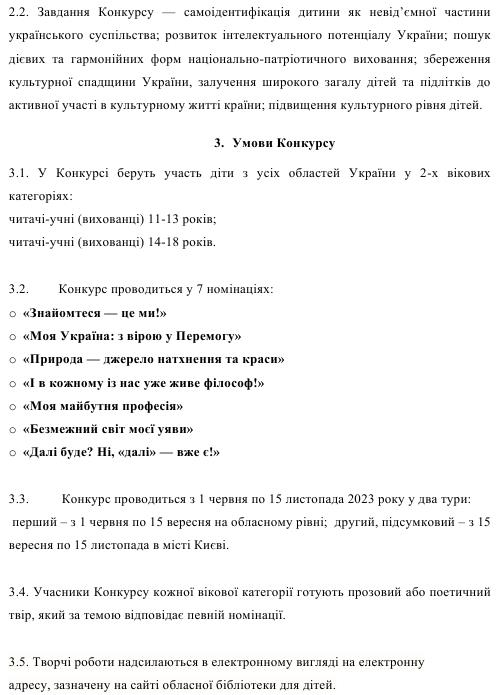 2.2. Завдання Конкурсу — самоідентифікація дитини як невід’ємної частини
українського суспільства; розвиток інтелектуального потенціалу України; пошук
дієвих та гармонійних форм національно-патріотичного виховання; збереження
культурної спадщини України, залучення широкого загалу дітей та підлітків до
активної участі в культурному житті країни; підвищення культурного рівня дітей.
3. Умови Конкурсу
3.1. У Конкурсі беруть участь діти з усіх областей України у 2-х вікових
категоріях:
читачі-учні (вихованці) 11-13 років;
читачі-учні (вихованці) 14-18 років.
3.2. Конкурс проводиться у 7 номінаціях:
○ «Знайомтеся — це ми!»
○ «Моя Україна: з вірою у Перемогу»
○ «Природа — джерело натхнення та краси»
○ «І в кожному із нас уже живе філософ!»
○ «Моя майбутня професія»
○ «Безмежний світ моєї уяви»
○ «Далі буде? Ні, «далі» — вже є!»
3.3. Конкурс проводиться з 1 червня по 15 листопада 2023 року у два тури:
перший – з 1 червня по 15 вересня на обласному рівні; другий, підсумковий – з 15
вересня по 15 листопада в місті Києві.
3.4. Учасники Конкурсу кожної вікової категорії готують прозовий або поетичний
твір, який за темою відповідає певній номінації.
3.5. Творчі роботи надсилаються в електронному вигляді на електронну
адресу, зазначену на сайті обласної бібліотеки для дітей.